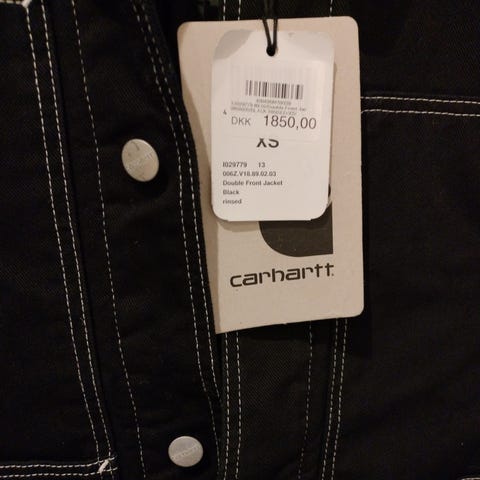 DKK 1850,00
XS
I029779 13
006Z.V18.89.02.03
Double Front Jacket
Black
rinsed
carhartt